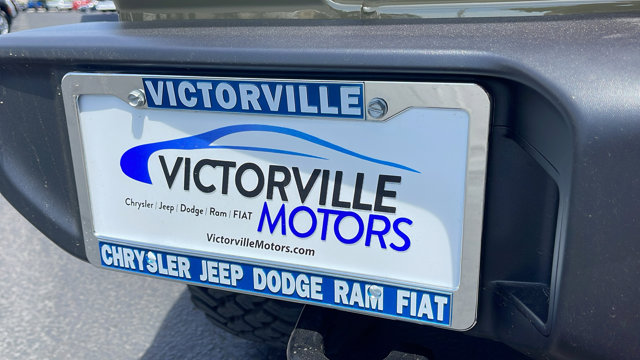 VICTORVILLE
VICTORVILLE
Chrysler | Jeep | Dodge | Ram | FIAT
MOTORS
VictorvilleMotors.com
CHRYSLER JEEP DODGE RAM FIAT